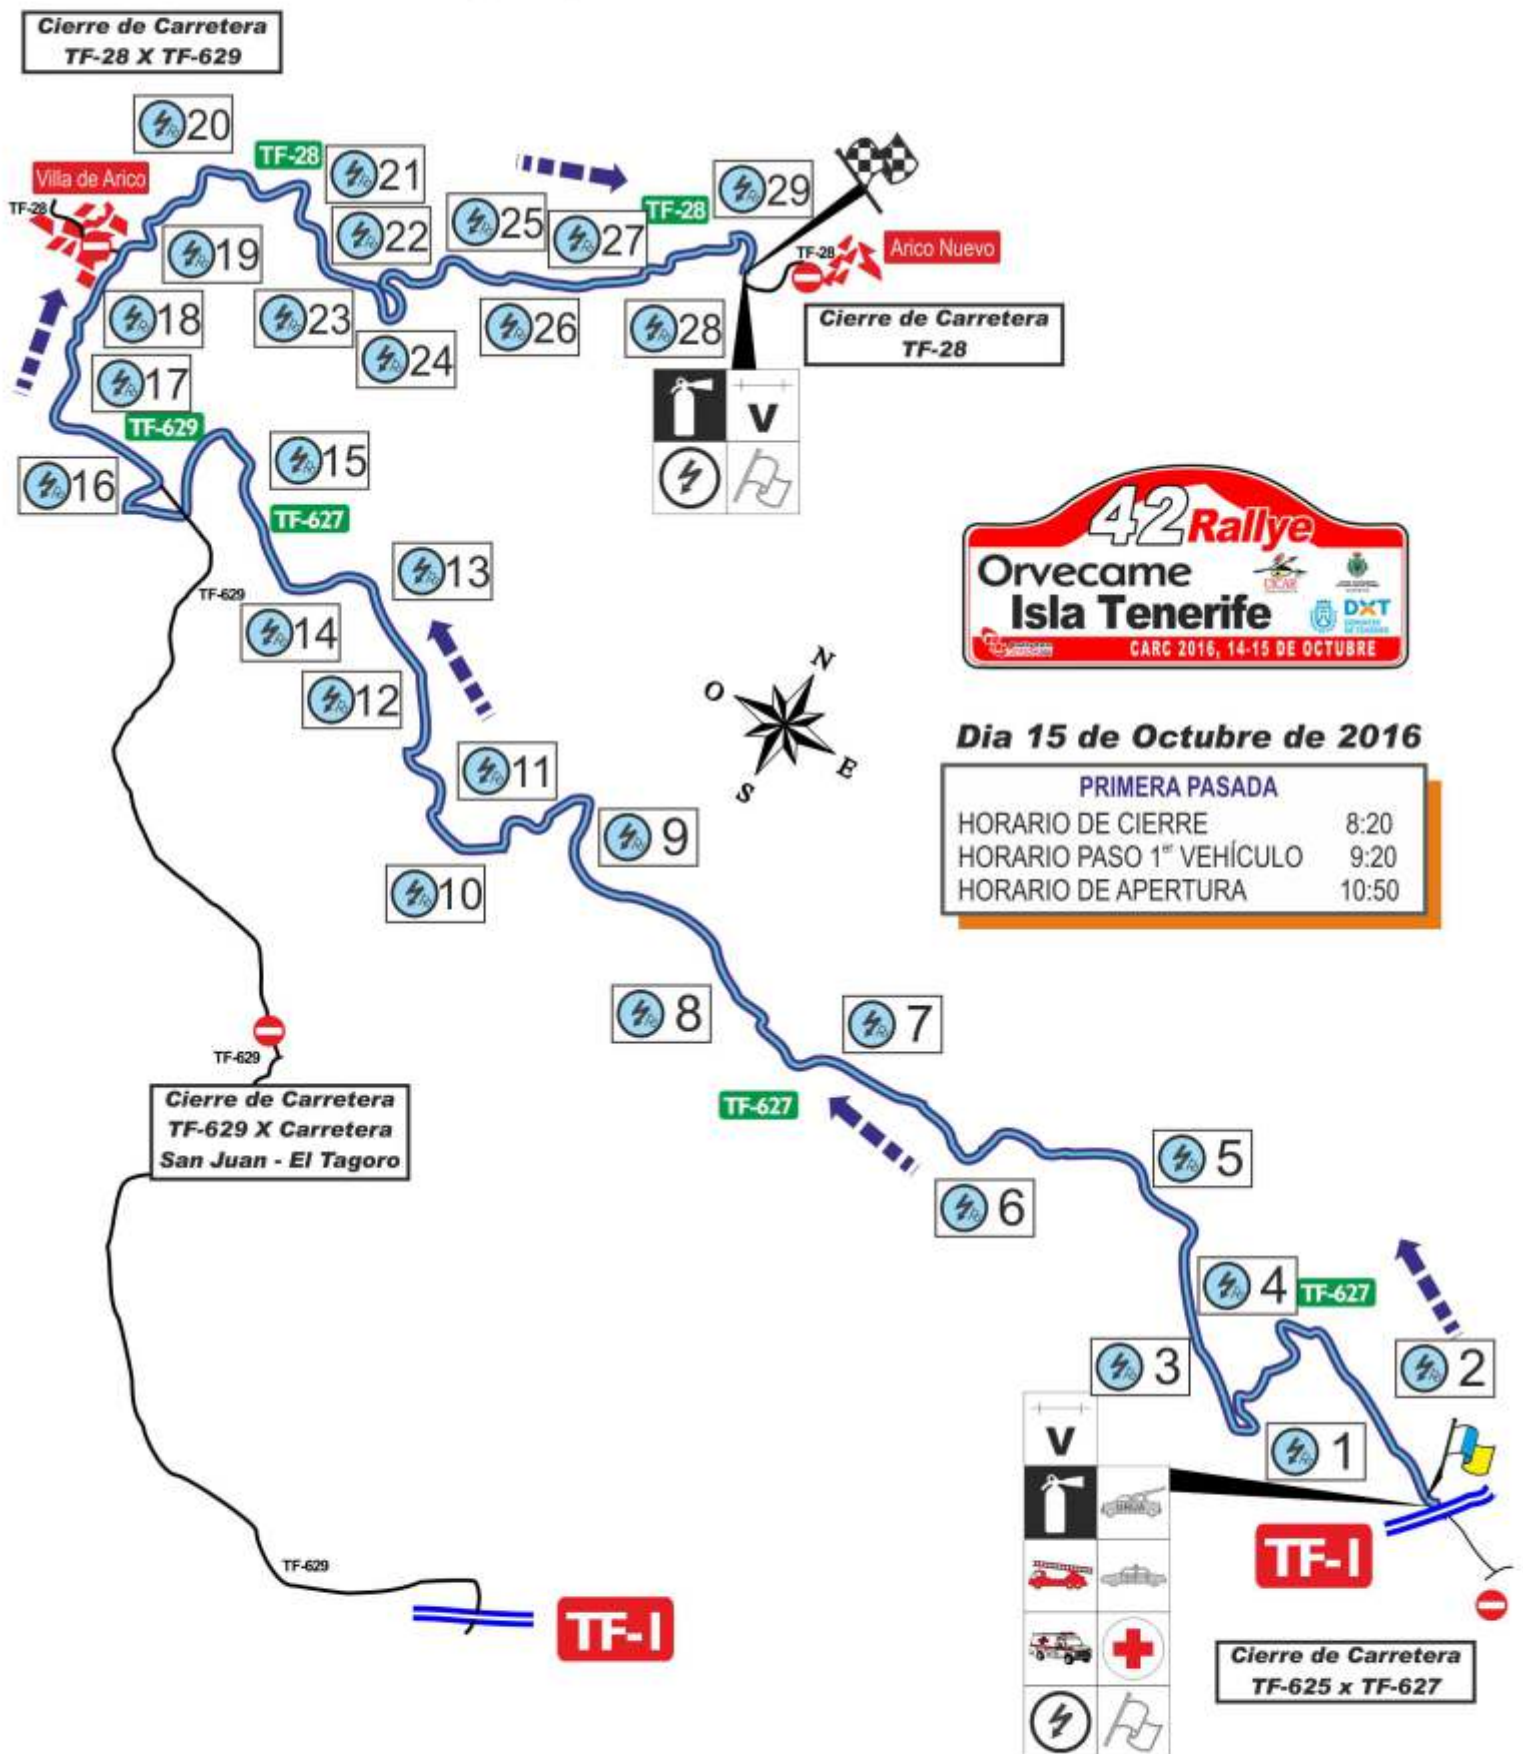 Cierre de Carretera
TF-28 X TF-629
20
TF-28
21
Villa de Arico
TF-28
29
TF-28
25
27
22
19
TF-28
Arico Nuevo
18
23
26
28
Cierre de Carretera
TF-28
24
17
V
TF-629
15
16
TF-627
42 Rallye
Orvecame
Isla Tenerife
UCAR
DXT
CARC 2016, 14-15 DE OCTUBRE
13
TF-629
14
12
N
O
E
S
Dia 15 de Octubre de 2016
PRIMERA PASADA
HORARIO DE CIERRE 8:20
HORARIO PASO 1er VEHÍCULO 9:20
HORARIO DE APERTURA 10:50
11
9
10
8
7
TF-629
Cierre de Carretera
TF-629 X Carretera
San Juan - El Tagoro
TF-627
5
6
4
TF-627
3
2
V
1
GRUA
TF-1
TF-629
TF-1
Cierre de Carretera
TF-625 x TF-627